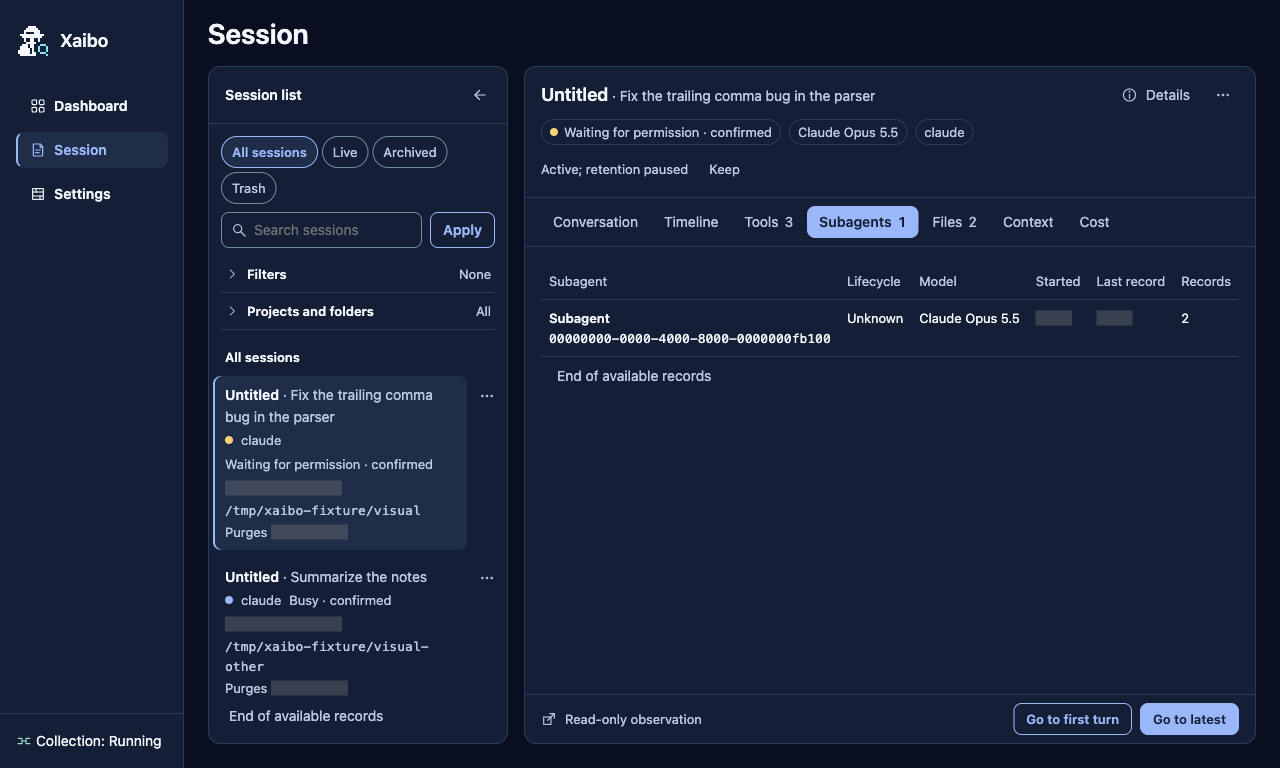 Xaibo
Dashboard
Session
Settings
Collection: Running
Session
Session list
All sessions
Live
Archived
Trash
Search sessions
Apply
Filters
None
Projects and folders
All
All sessions
Untitled · Fix the trailing comma
bug in the parser
claude
Waiting for permission · confirmed
/tmp/xaibo-fixture/visual
Purges
Untitled · Summarize the notes
claude Busy · confirmed
/tmp/xaibo-fixture/visual-
other
Purges
End of available records
Untitled · Fix the trailing comma bug in the parser
Details
Waiting for permission · confirmed
Claude Opus 5.5
claude
Active; retention paused Keep
Conversation Timeline Tools 3 Subagents 1 Files 2 Context Cost
Subagent Lifecycle Model Started Last record Records
Subagent Unknown Claude Opus 5.5 2
00000000-0000-4000-8000-0000000fb100
End of available records
Read-only observation
Go to first turn
Go to latest